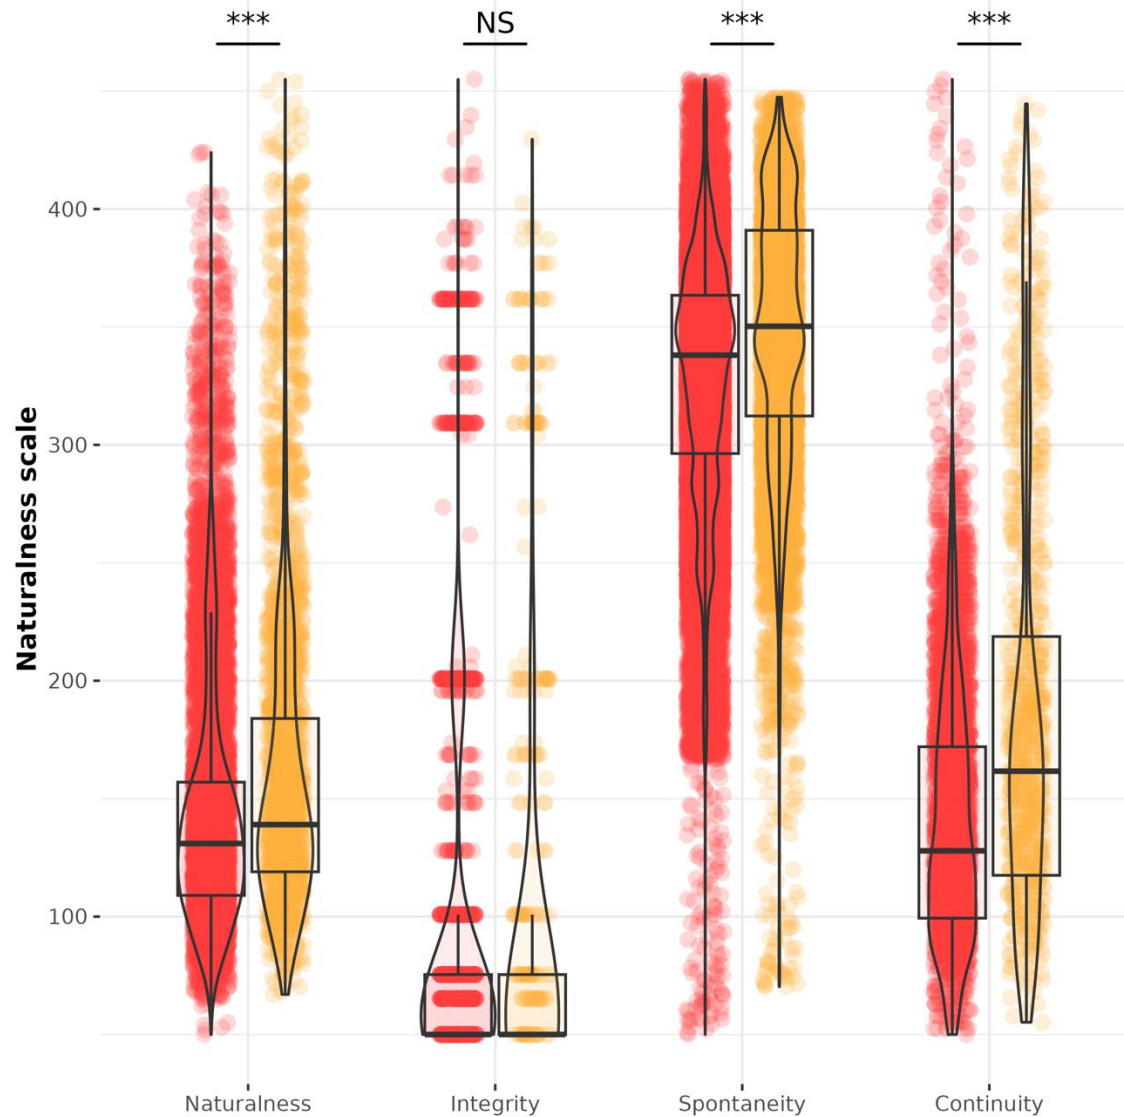 *** NS *** ***
Naturalness scale
400
300
200
100
Naturalness Integrity Spontaneity Continuity